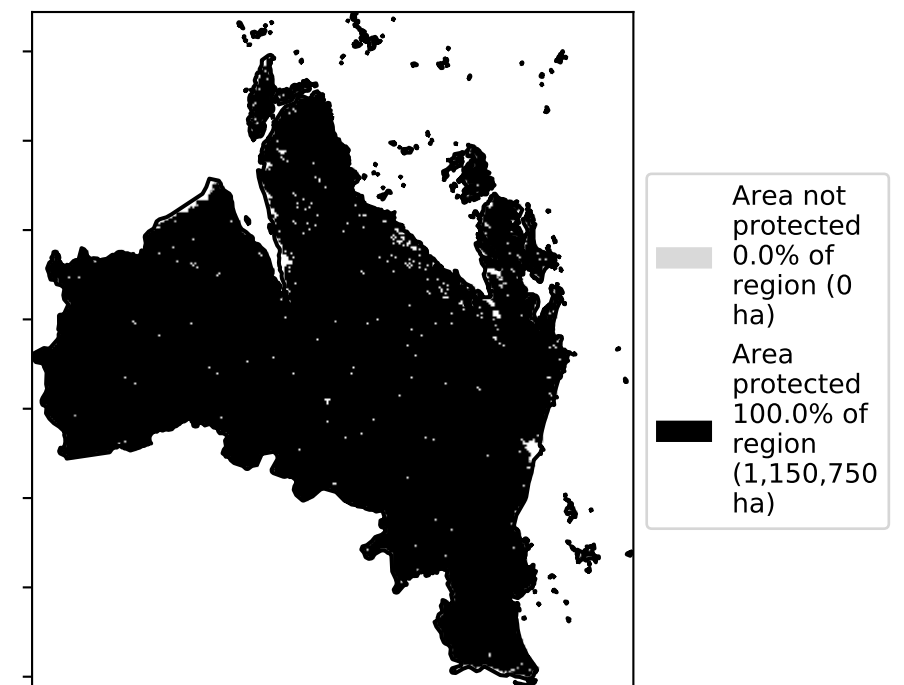 Area not
protected
0.0% of
region (0
ha)
Area
protected
100.0% of
region
(1,150,750
ha)